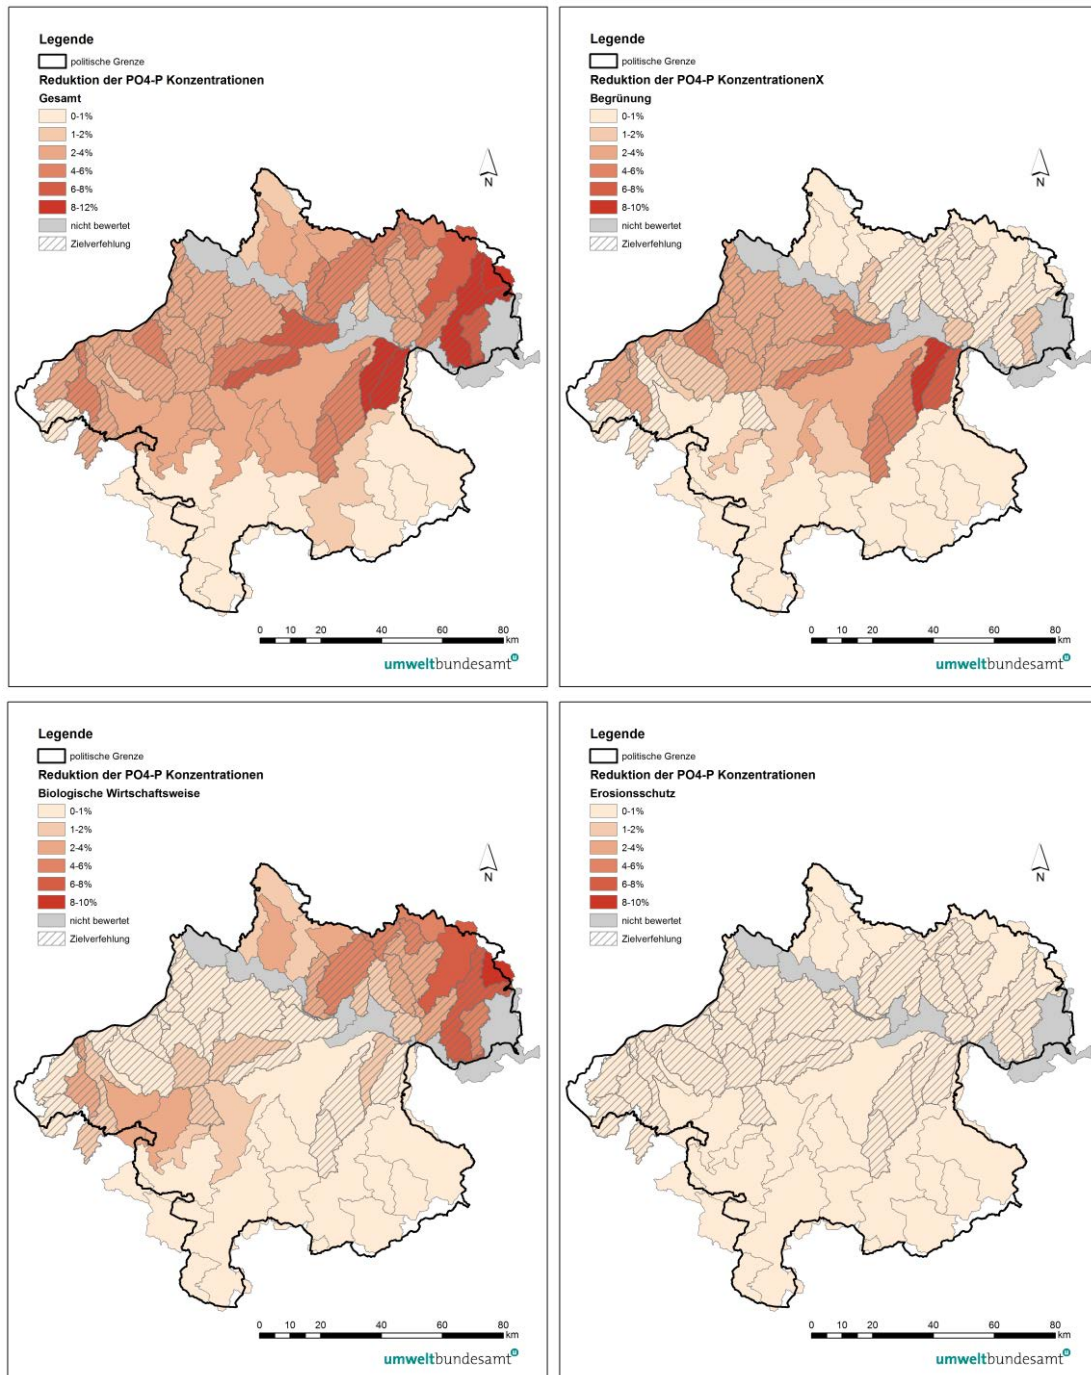 Legende
politische Grenze
Reduktion der PO4-P Konzentrationen
Gesamt
0-1%
1-2%
2-4%
4-6%
6-8%
8-12%
nicht bewertet
Zielverfehlung
N
0 10 20 40 60 80
km
umweltbundesamt
Legende
politische Grenze
Reduktion der PO4-P KonzentrationenX
Begrünung
0-1%
1-2%
2-4%
4-6%
6-8%
8-10%
nicht bewertet
Zielverfehlung
N
0 10 20 40 60 80
km
umweltbundesamt
Legende
politische Grenze
Reduktion der PO4-P Konzentrationen
Biologische Wirtschaftsweise
0-1%
1-2%
2-4%
4-6%
6-8%
8-10%
nicht bewertet
Zielverfehlung
N
0 10 20 40 60 80
km
umweltbundesamt
Legende
politische Grenze
Reduktion der PO4-P Konzentrationen
Erosionsschutz
0-1%
1-2%
2-4%
4-6%
6-8%
8-10%
nicht bewertet
Zielverfehlung
N
0 10 20 40 60 80
km
umweltbundesamt